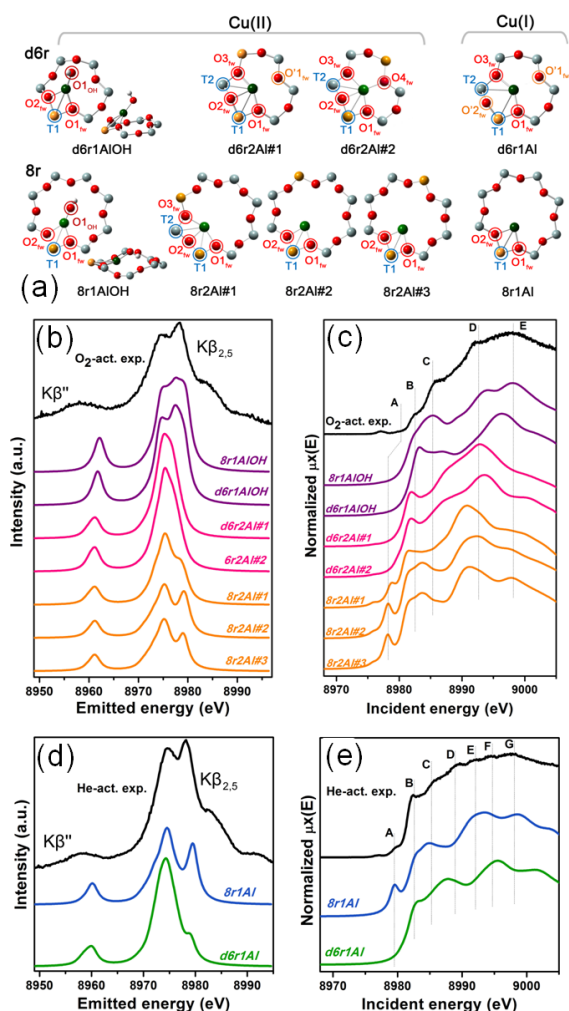 Cu(II)
Cu(I)
d6r
O1OH
O2fw
O1fw
T1
d6r1AlOH
O3fw
O'1fw
T2
O2fw
T1
O1fw
d6r2Al#1
O3fw
O4fw
T2
O2fw
T1
O1fw
d6r2Al#2
O'1fw
T2
O'2fw
T1
O1fw
d6r1Al
8r
O1OH
O2fw
O1fw
T1
O3fw
T2
O2fw
O1fw
T1
O2fw
O1fw
T1
O2fw
O1fw
T1
O2fw
O1fw
T1
(a)
8r1AlOH
8r2Al#1
8r2Al#2
8r2Al#3
8r1Al
(b)
Kβ2,5
O2-act. exp.
Kβ"
8r1AlOH
d6r1AlOH
d6r2Al#1
6r2Al#2
8r2Al#1
8r2Al#2
8r2Al#3
Intensity (a.u.)
8950 8960 8970 8980 8990
Emitted energy (eV)
(c)
A B C D E
O2-act. exp.
8r1AlOH
d6r1AlOH
d6r2Al#1
d6r2Al#2
8r2Al#1
8r2Al#2
8r2Al#3
Normalized μx(E)
8970 8980 8990 9000
Incident energy (eV)
(d)
He-act. exp.
Kβ2,5
Kβ"
8r1Al
d6r1Al
Intensity (a.u.)
8950 8960 8970 8980 8990
Emitted energy (eV)
(e)
A B C D E F G
He-act. exp.
8r1Al
d6r1Al
Normalized μx(E)
8970 8980 8990 9000
Incident energy (eV)